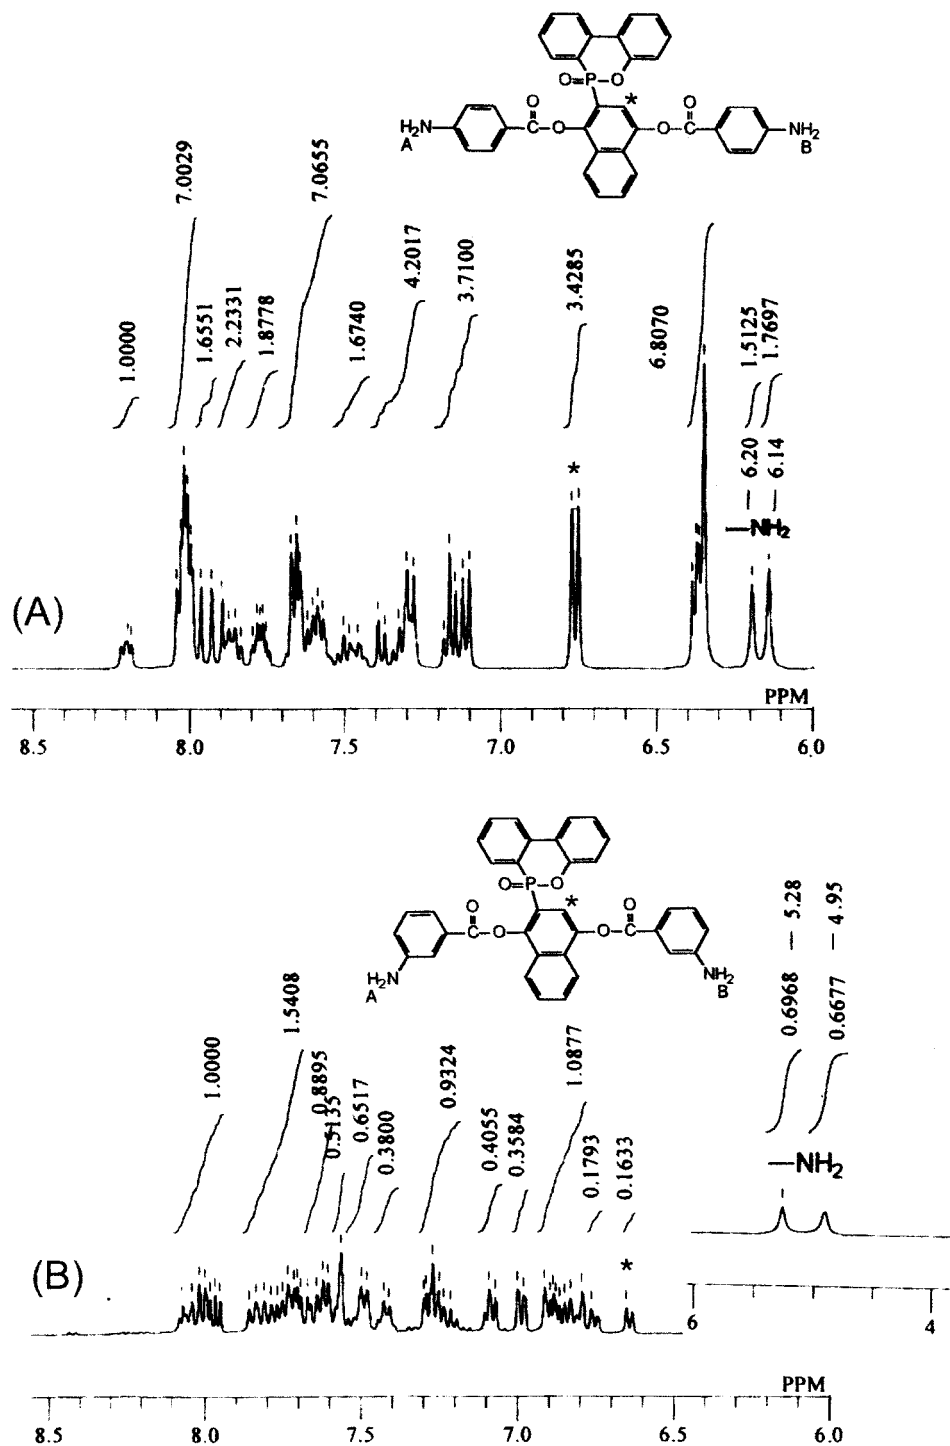 O=P-O
*
O
O
H2N
C-O
O-C
NH2
A
B
7.0029
7.0655
1.0000
1.6551
2.2331
1.8778
1.6740
4.2017
3.7100
3.4285
6.8070
1.5125
1.7697
6.20
6.14
*
—NH2
(A)
PPM
8.5 8.0 7.5 7.0 6.5 6.0
O=P-O
*
O
O
C-O
O-C
H2N
NH2
A
B
5.28
4.95
0.6968
0.6677
1.0000
1.5408
0.8895
0.5135
0.6517
0.3800
0.9324
0.4055
0.3584
1.0877
0.1793
0.1633
—NH2
(B)
*
6 4
PPM
8.5 8.0 7.5 7.0 6.5 6.0